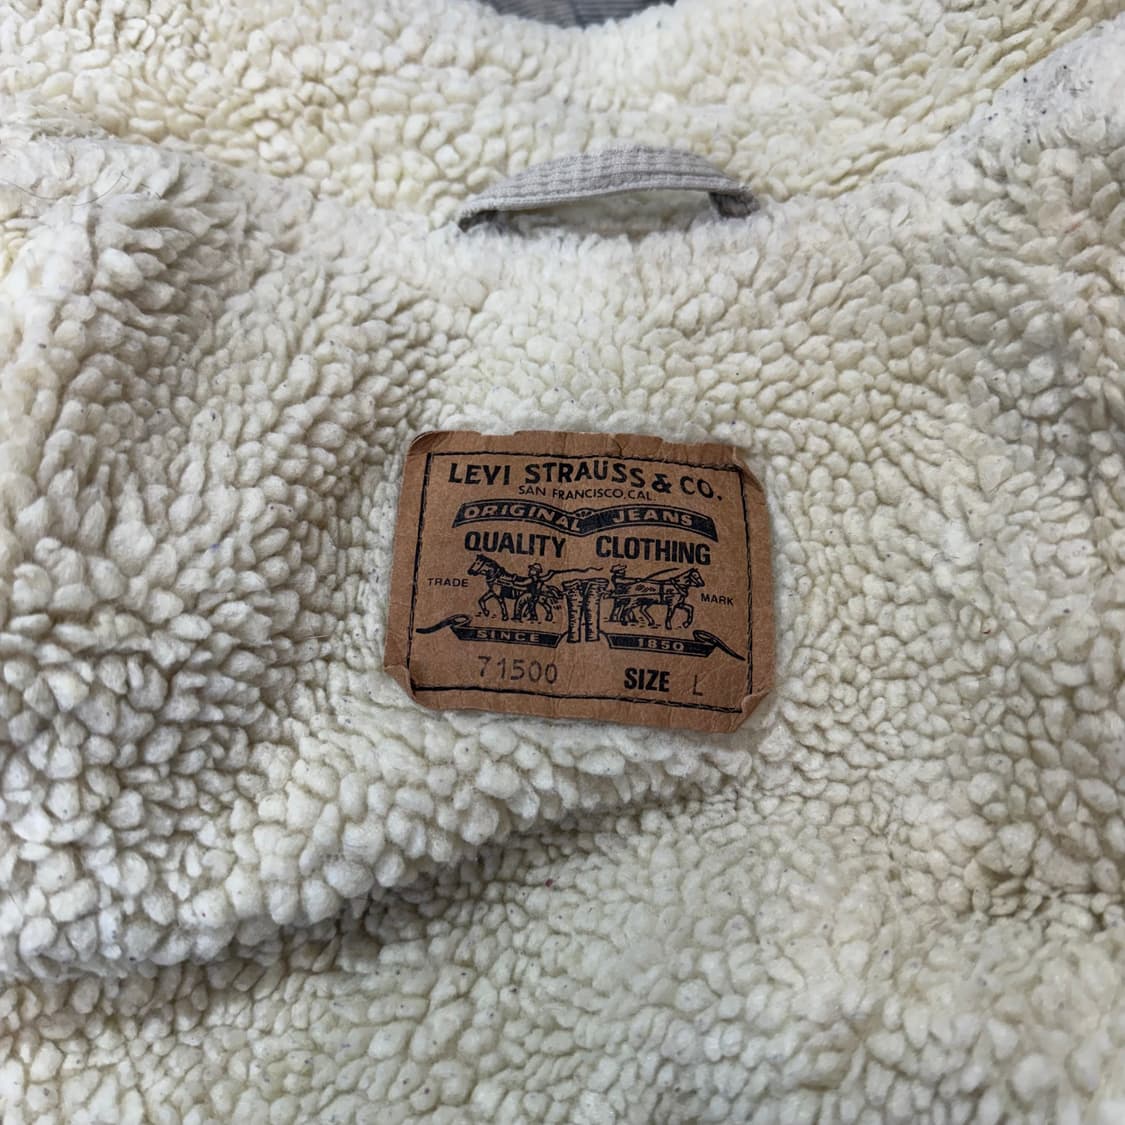 LEVI STRAUSS & CO.
SAN FRANCISCO, CAL.
ORIGINAL JEANS
QUALITY CLOTHING
TRADE MARK
SINCE 1850
71500 SIZE L